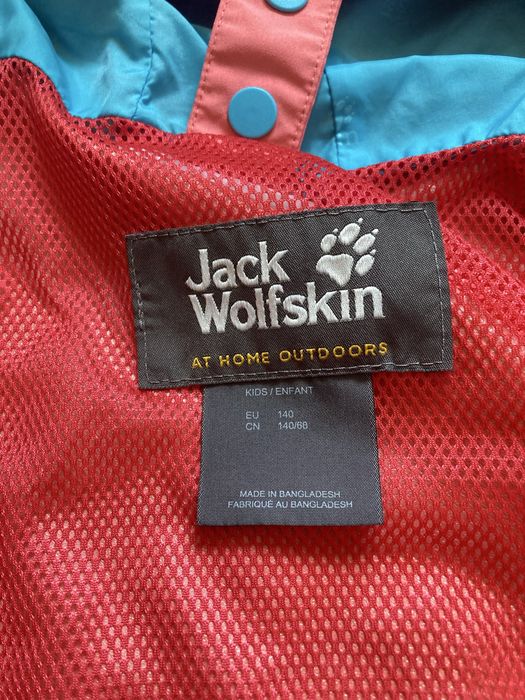 Jack
Wolfskin
AT HOME OUTDOORS
KIDS / ENFANT
EU 140
CN 140/68
MADE IN BANGLADESH
FABRIQUÉ AU BANGLADESH